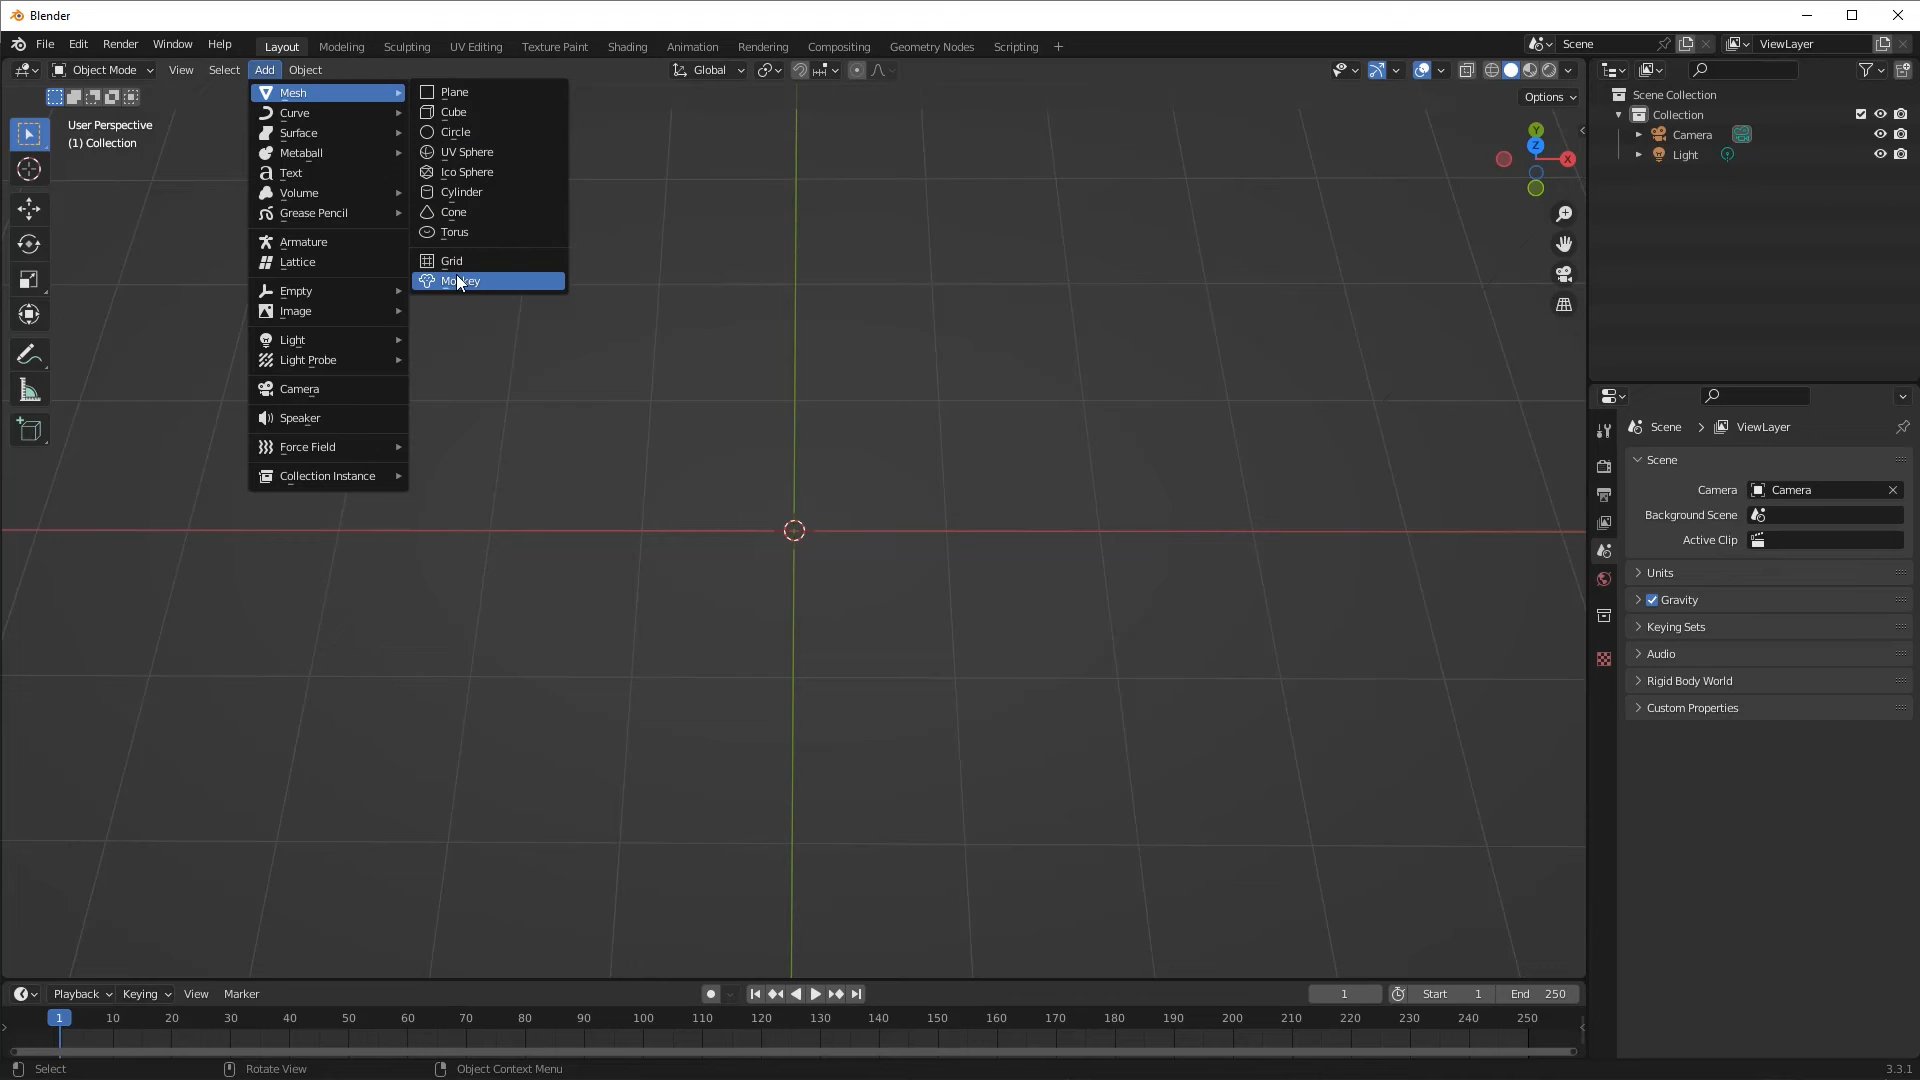 Blender
File Edit Render Window Help
Layout Modeling Sculpting UV Editing Texture Paint Shading Animation Rendering Compositing Geometry Nodes Scripting +
Scene
ViewLayer
Object Mode View Select Add Object
Global
Options
User Perspective
(1) Collection
Mesh
Curve
Surface
Metaball
Text
Volume
Grease Pencil
Armature
Lattice
Empty
Image
Light
Light Probe
Camera
Speaker
Force Field
Collection Instance
Plane
Cube
Circle
UV Sphere
Ico Sphere
Cylinder
Cone
Torus
Grid
Monkey
Y
Z
X
Scene Collection
Collection
Camera
Light
Scene > ViewLayer
Scene
Camera Camera
Background Scene
Active Clip
Units
Gravity
Keying Sets
Audio
Rigid Body World
Custom Properties
Playback Keying View Marker
1 Start 1 End 250
1 10 20 30 40 50 60 70 80 90 100 110 120 130 140 150 160 170 180 190 200 210 220 230 240 250
Select Rotate View Object Context Menu 3.3.1